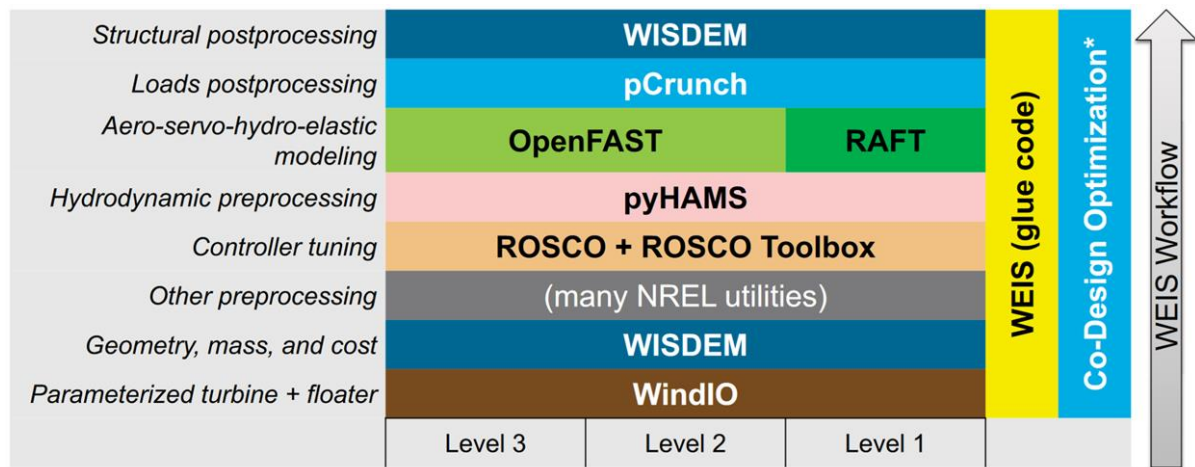 Structural postprocessing
WISDEM
Loads postprocessing
pCrunch
Aero-servo-hydro-elastic
modeling
OpenFAST
RAFT
Hydrodynamic preprocessing
pyHAMS
Controller tuning
ROSCO + ROSCO Toolbox
Other preprocessing
(many NREL utilities)
Geometry, mass, and cost
WISDEM
Parameterized turbine + floater
WindIO
Level 3
Level 2
Level 1
WEIS (glue code)
Co-Design Optimization*
WEIS Workflow